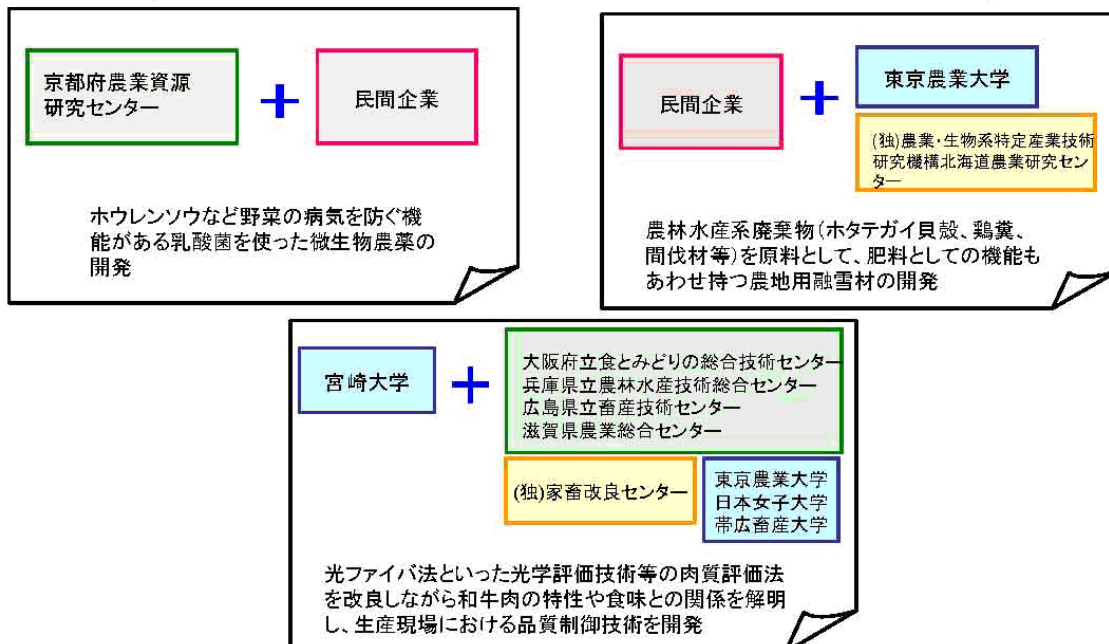 京都府農業資源
研究センター
民間企業
ホウレンソウなど野菜の病気を防ぐ機
能がある乳酸菌を使った微生物農薬の
開発
民間企業
東京農業大学
(独)農業・生物系特定産業技術
研究機構北海道農業研究セン
ター
農林水産系廃棄物(ホタテガイ貝殻、鶏糞、
間伐材等)を原料として、肥料としての機能も
あわせ持つ農地用融雪材の開発
宮崎大学
大阪府立食とみどりの総合技術センター
兵庫県立農林水産技術総合センター
広島県立畜産技術センター
滋賀県農業総合センター
(独)家畜改良センター
東京農業大学
日本女子大学
帯広畜産大学
光ファイバ法といった光学評価技術等の肉質評価法
を改良しながら和牛肉の特性や食味との関係を解明
し、生産現場における品質制御技術を開発